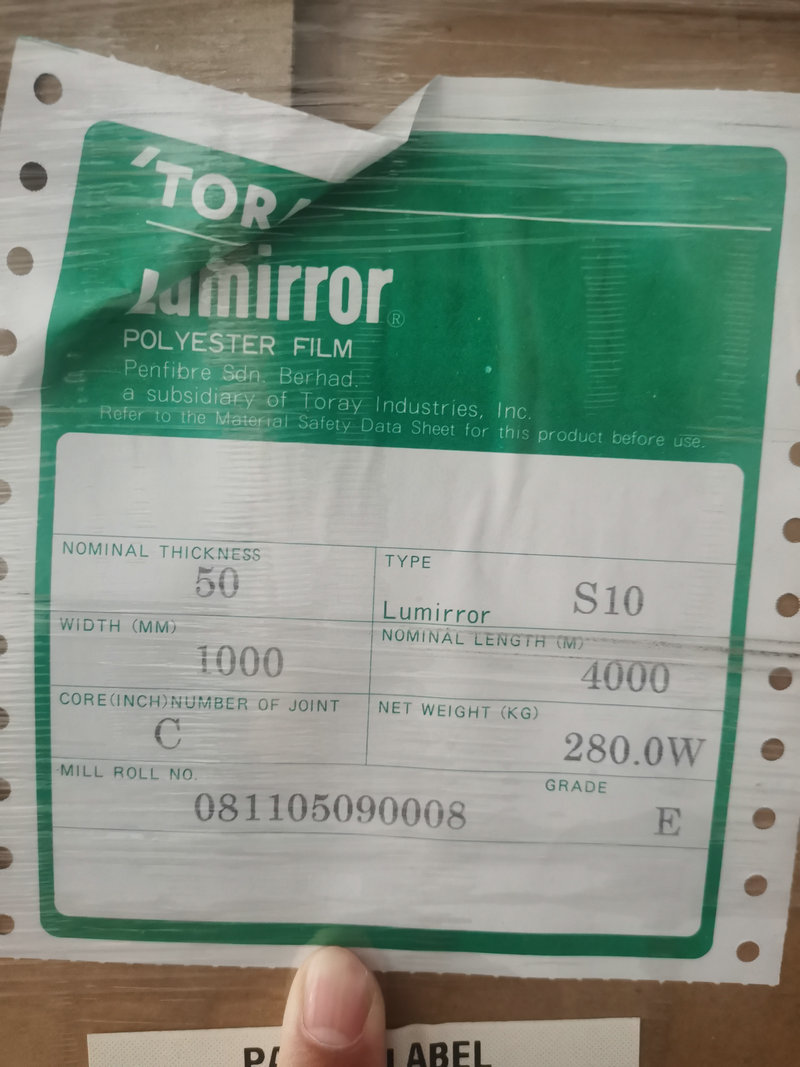 'TOR
Lumirror®
POLYESTER FILM
Penfibre Sdn. Berhad.
a subsidiary of Toray Industries, Inc.
Refer to the Material Safety Data Sheet for this product before use.
NOMINAL THICKNESS
50
TYPE
Lumirror S10
WIDTH (MM)
1000
NOMINAL LENGTH (M)
4000
CORE(INCH)NUMBER OF JOINT
C
NET WEIGHT (KG)
280.0W
MILL ROLL NO.
081105090008
GRADE
E
LABEL